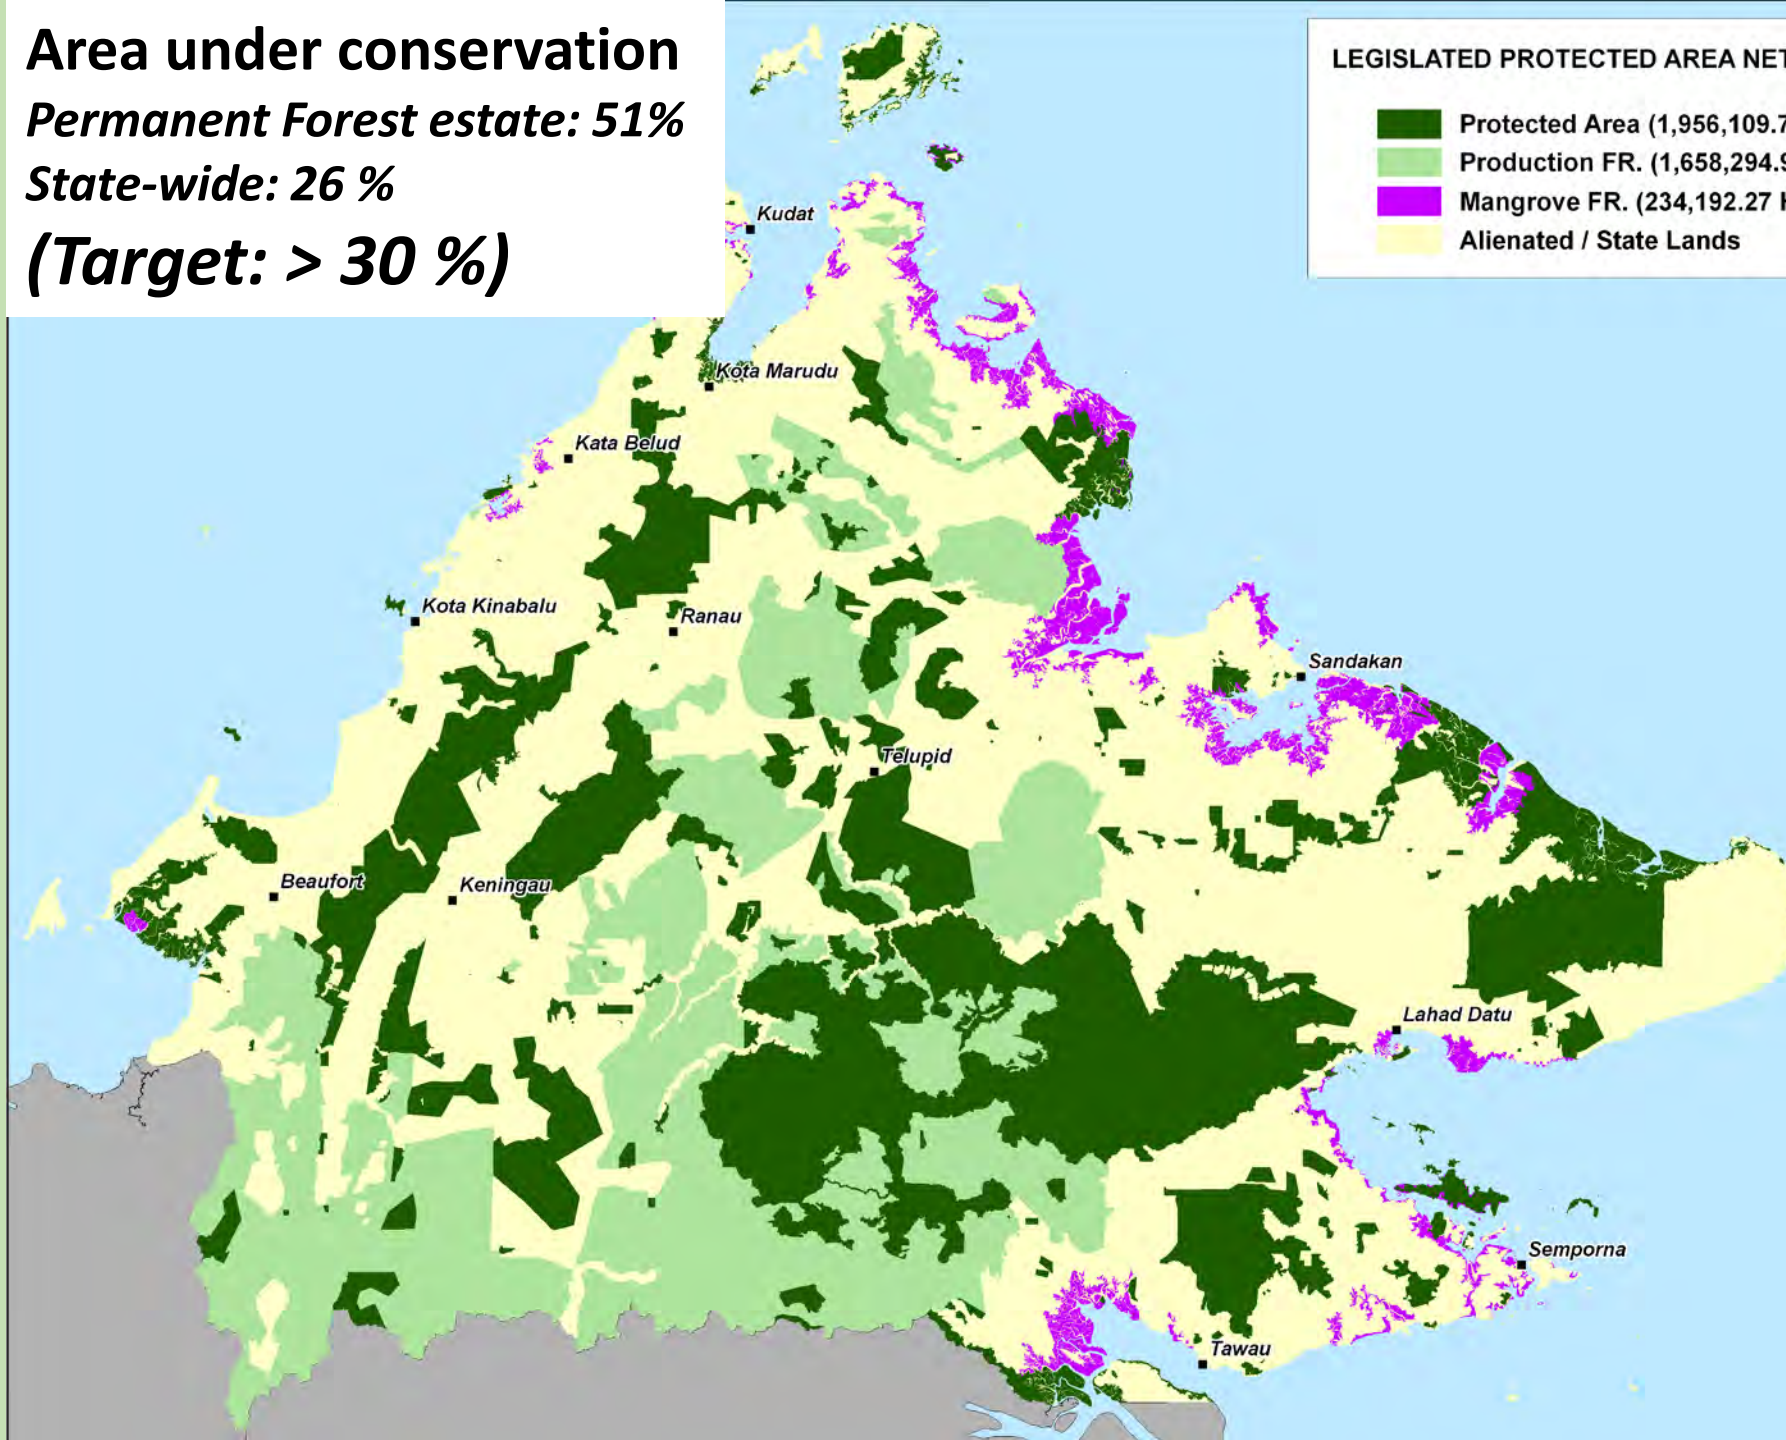 Area under conservation
Permanent Forest estate: 51%
State-wide: 26 %
(Target: > 30 %)
LEGISLATED PROTECTED AREA NET
Protected Area (1,956,109.7
Production FR. (1,658,294.9
Mangrove FR. (234,192.27 H
Alienated / State Lands
Kudat
Kota Marudu
Kata Belud
Kota Kinabalu
Ranau
Sandakan
Telupid
Beaufort
Keningau
Lahad Datu
Semporna
Tawau